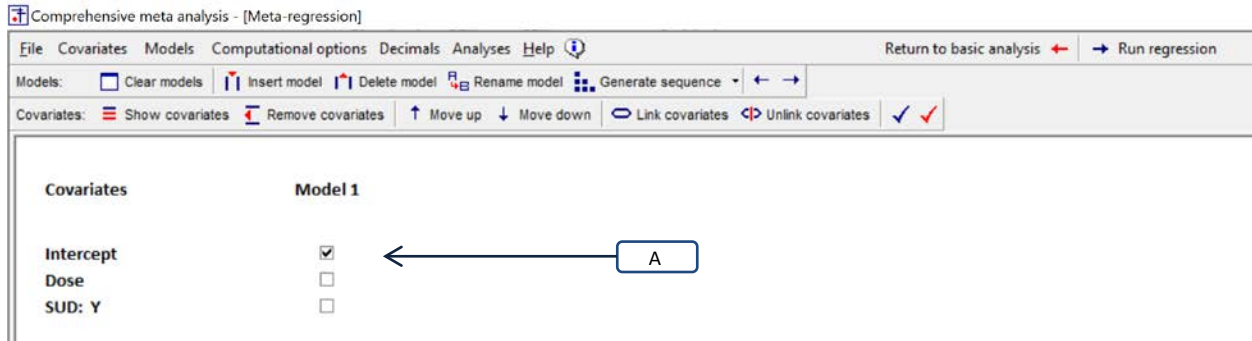 Comprehensive meta analysis - [Meta-regression]
File Covariates Models Computational options Decimals Analyses Help Return to basic analysis Run regression
Models: Clear models Insert model Delete model Rename model Generate sequence
Covariates: Show covariates Remove covariates Move up Move down Link covariates Unlink covariates
Covariates Model 1
Intercept A
Dose
SUD: Y